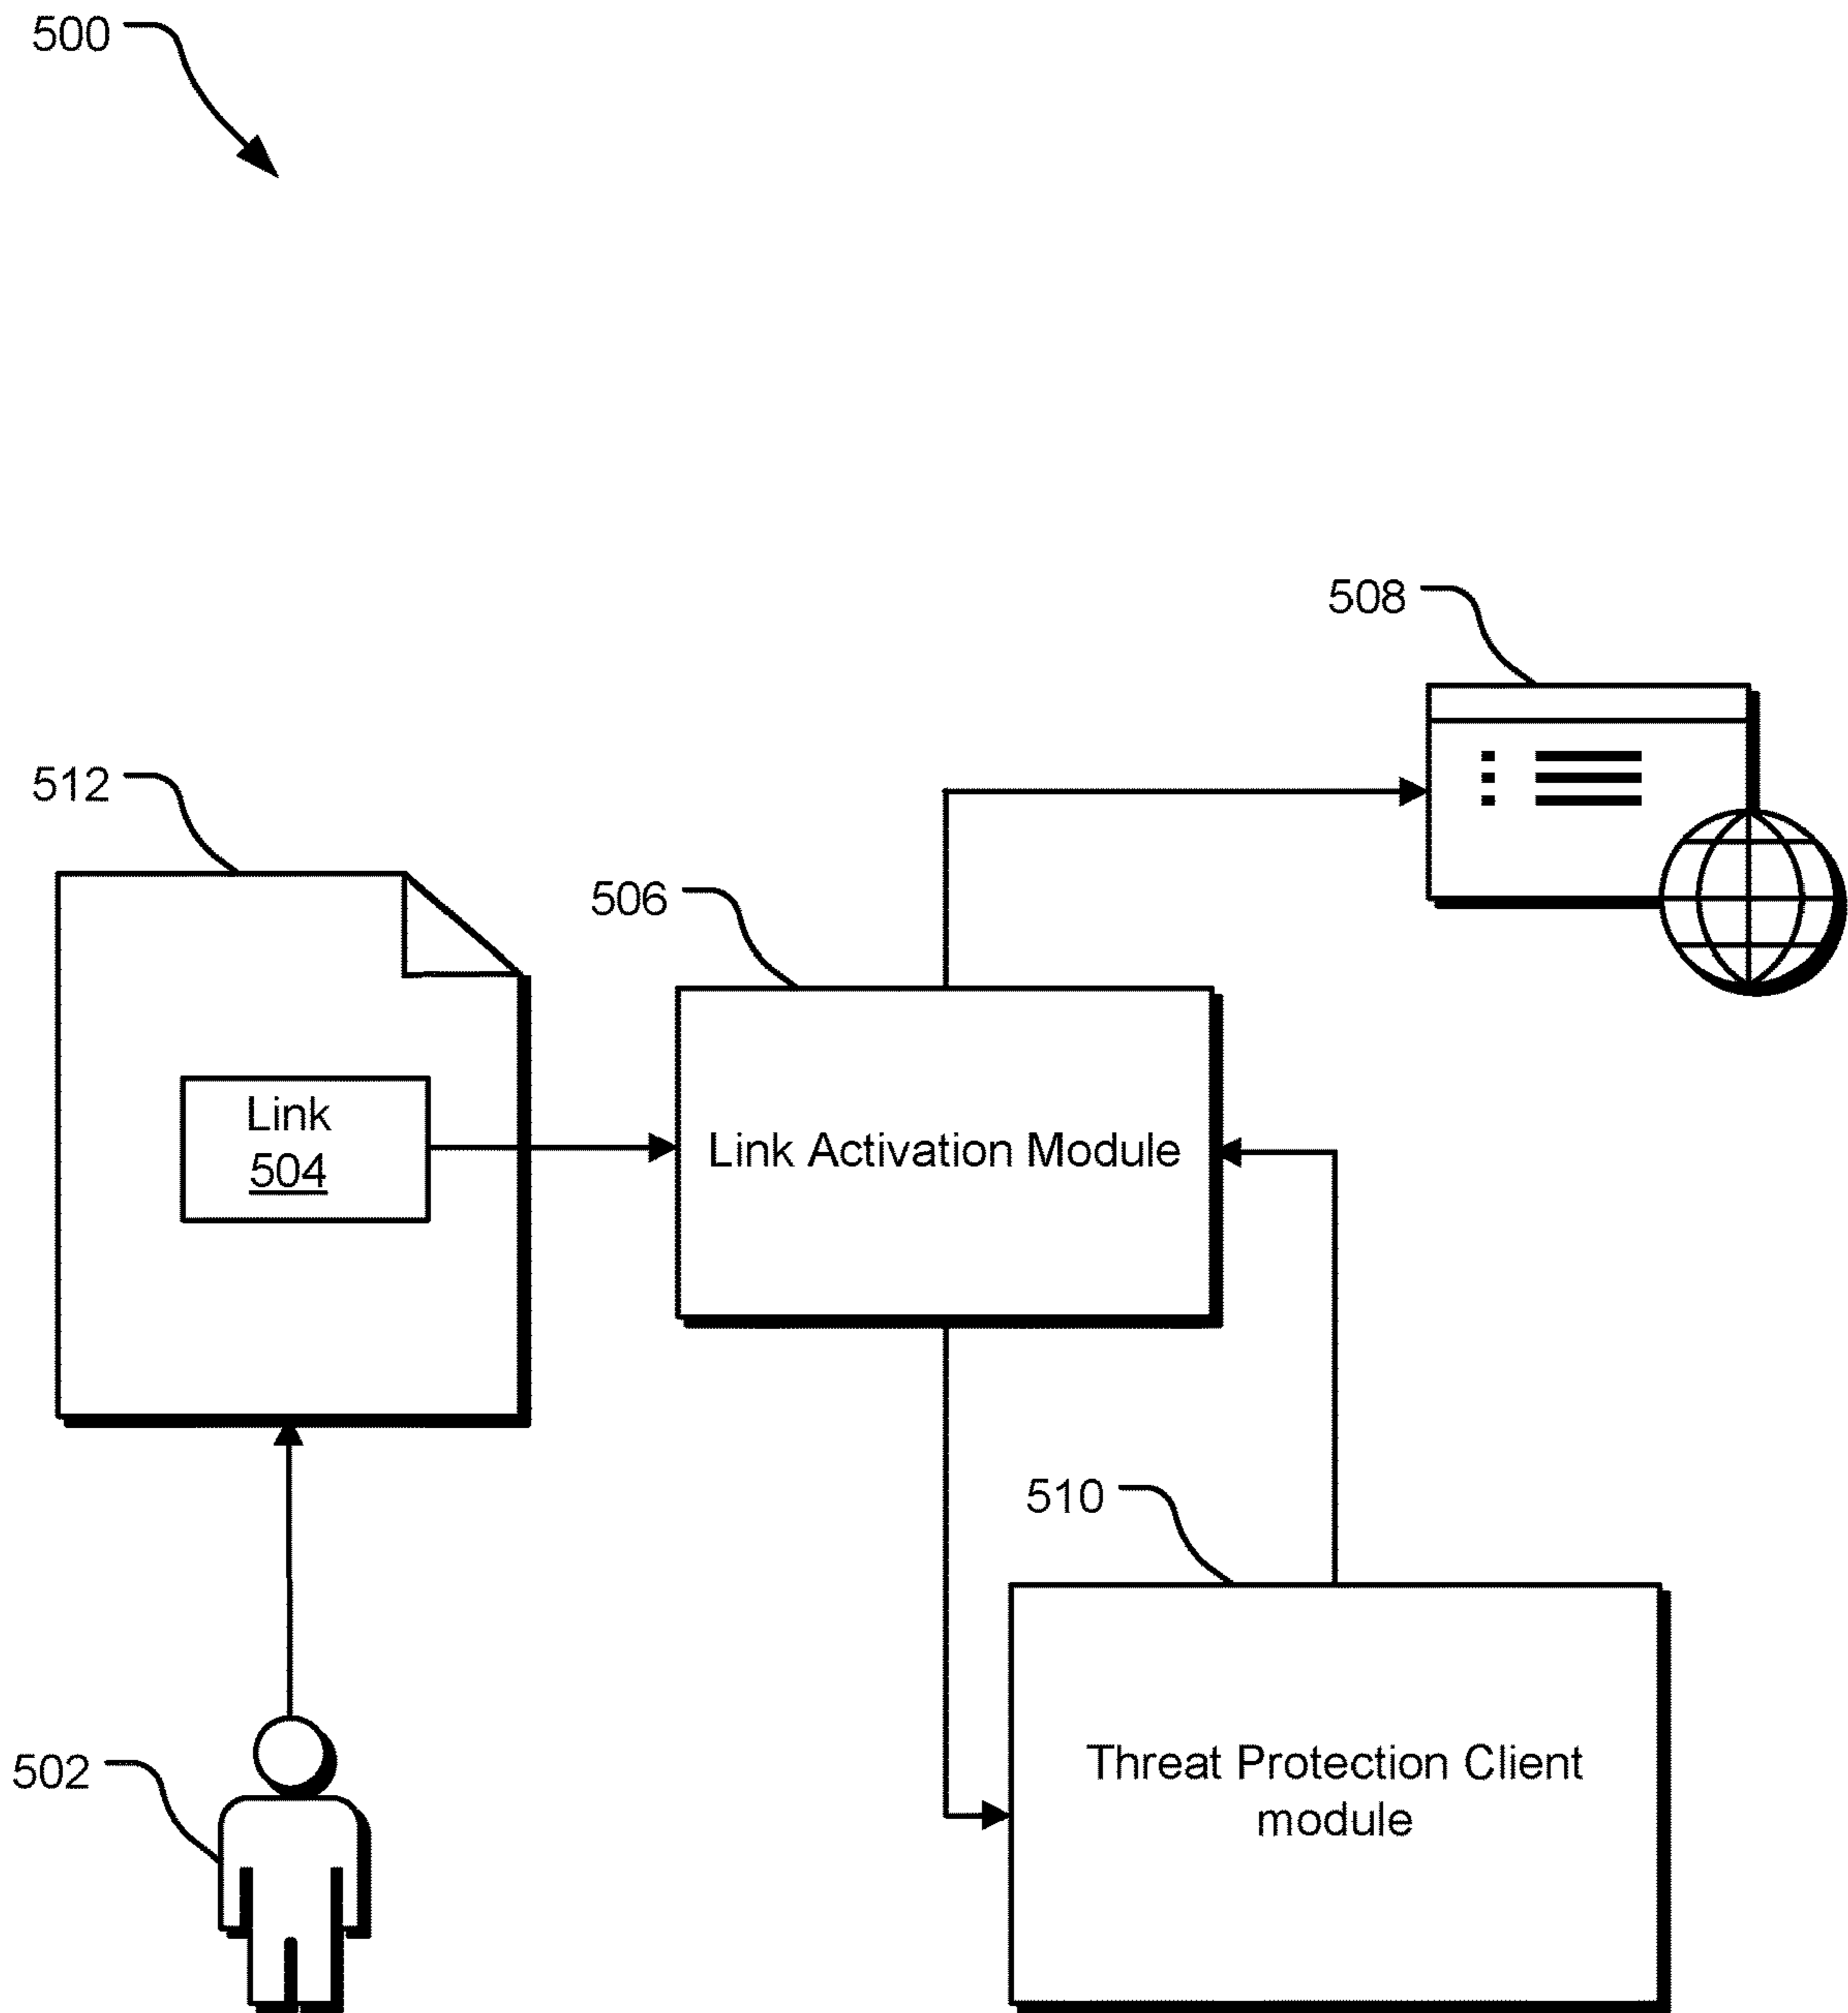 500
508
512
506
Link
504
Link Activation Module
510
502
Threat Protection Client
module